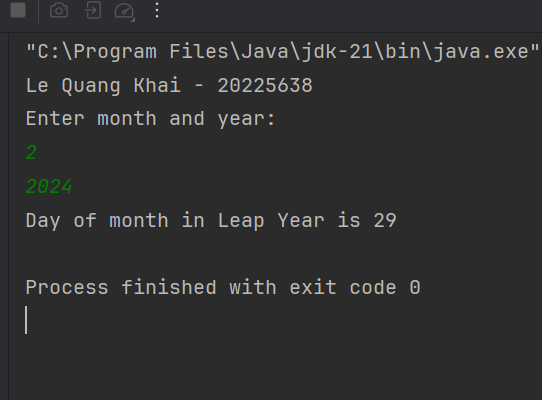 "C:\Program Files\Java\jdk-21\bin\java.exe"
Le Quang Khai - 20225638
Enter month and year:
2
2024
Day of month in Leap Year is 29
Process finished with exit code 0